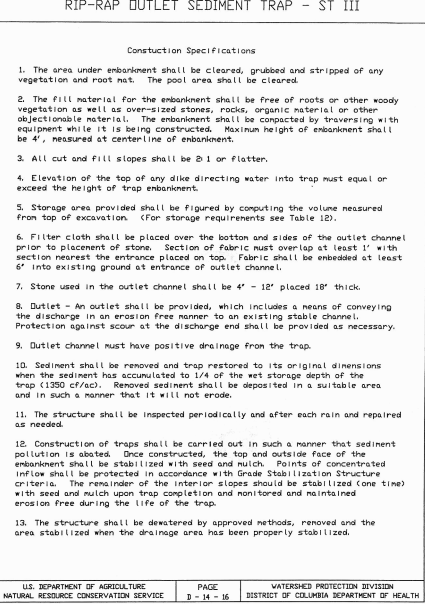 RIP-RAP OUTLET SEDIMENT TRAP - ST III
Constuction Specifications
1. The area under embankment shall be cleared, grubbed and stripped of any
vegetation and root mat. The pool area shall be cleared.
2. The fill material for the embankment shall be free of roots or other woody
vegetation as well as over-sized stones, rocks, organic material or other
objectionable material. The embankment shall be compacted by traversing with
equipment while it is being constructed. Maximum height of embankment shall
be 4', measured at centerline of embankment.
3. All cut and fill slopes shall be 2:1 or flatter.
4. Elevation of the top of any dike directing water into trap must equal or
exceed the height of trap embankment.
5. Storage area provided shall be figured by computing the volume measured
from top of excavation. (For storage requirements see Table 12).
6. Filter cloth shall be placed over the bottom and sides of the outlet channel
prior to placement of stone. Section of fabric must overlap at least 1' with
section nearest the entrance placed on top. Fabric shall be embeded at least
6" into existing ground at entrance of outlet channel.
7. Stone used in the outlet channel shall be 4" - 12" placed 18" thick.
8. Outlet - An outlet shall be provided, which includes a means of conveying
the discharge in an erosion free manner to an existing stable channel.
Protection against scour at the discharge end shall be provided as necessary.
9. Outlet channel must have positive drainage from the trap.
10. Sediment shall be removed and trap restored to its original dimensions
when the sediment has accumulated to 1/4 of the wet storage depth of the
trap (1350 cf/ac). Removed sediment shall be deposited in a suitable area
and in such a manner that it will not erode.
11. The structure shall be inspected periodically and after each rain and repaired
as needed.
12. Construction of traps shall be carried out in such a manner that sediment
pollution is abated. Once constructed, the top and outside face of the
embankment shall be stabilized with seed and mulch. Points of concentrated
inflow shall be protected in accordance with Grade Stabilization Structure
criteria. The remainder of the interior slopes should be stabilized (one time)
with seed and mulch upon trap completion and monitored and maintained
erosion free during the life of the trap.
13. The structure shall be dewatered by approved methods, removed and the
area stabilized when the drainage area has been properly stabilized.
U.S. DEPARTMENT OF AGRICULTURE
NATURAL RESOURCE CONSERVATION SERVICE
PAGE
D - 14 - 16
WATERSHED PROTECTION DIVISION
DISTRICT OF COLUMBIA DEPARTMENT OF HEALTH